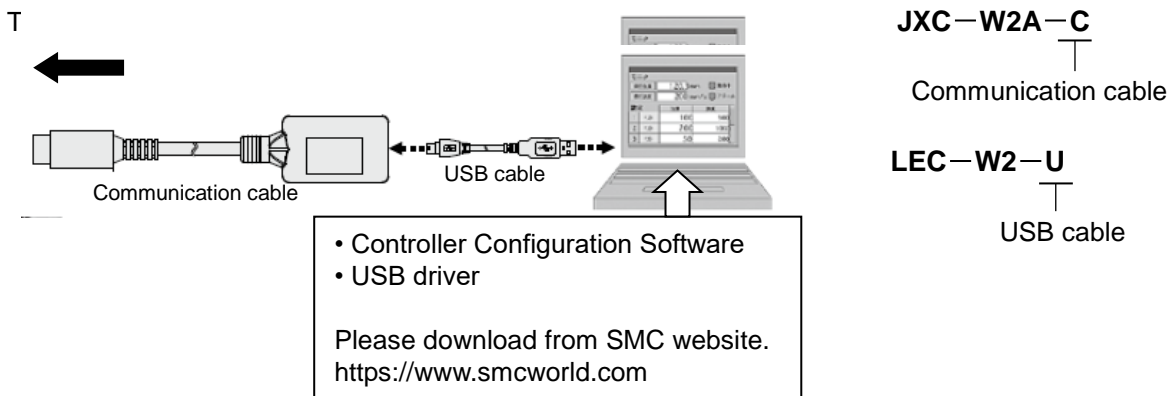 T
JXC－W2A－C
Communication cable
LEC－W2－U
USB cable
Communication cable
USB cable
• Controller Configuration Software
• USB driver
Please download from SMC website.
https://www.smcworld.com